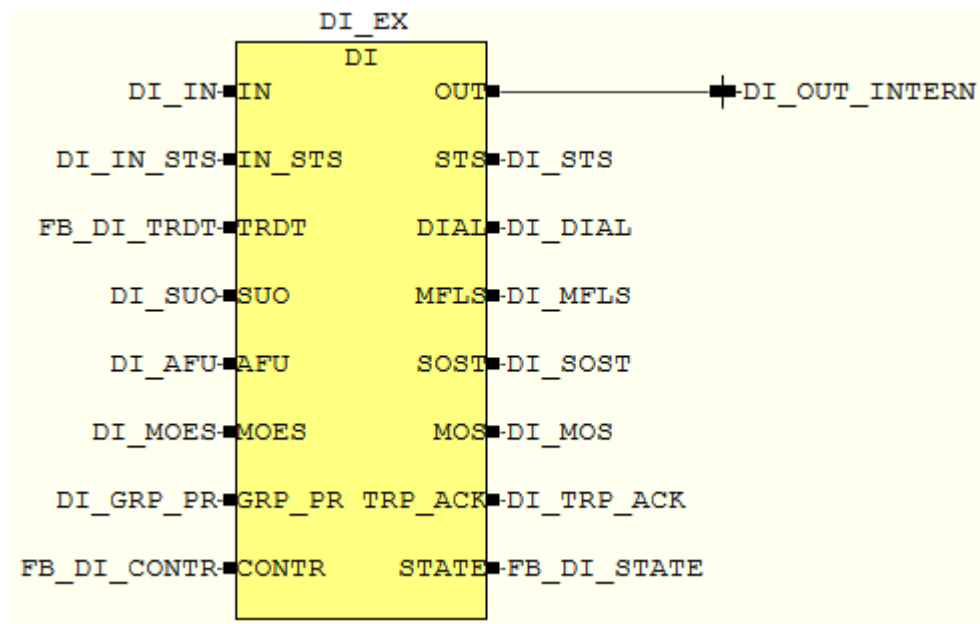 DI_EX
DI
DI_IN IN OUT DI_OUT_INTERN
DI_IN_STS IN_STS STS DI_STS
FB_DI_TRDT TRDT DIAL DI_DIAL
DI_SUO SUO MFLS DI_MFLS
DI_AFU AFU SOST DI_SOST
DI_MOES MOES MOS DI_MOS
DI_GRP_PR GRP_PR TRP_ACK DI_TRP_ACK
FB_DI_CONTR CONTR STATE FB_DI_STATE